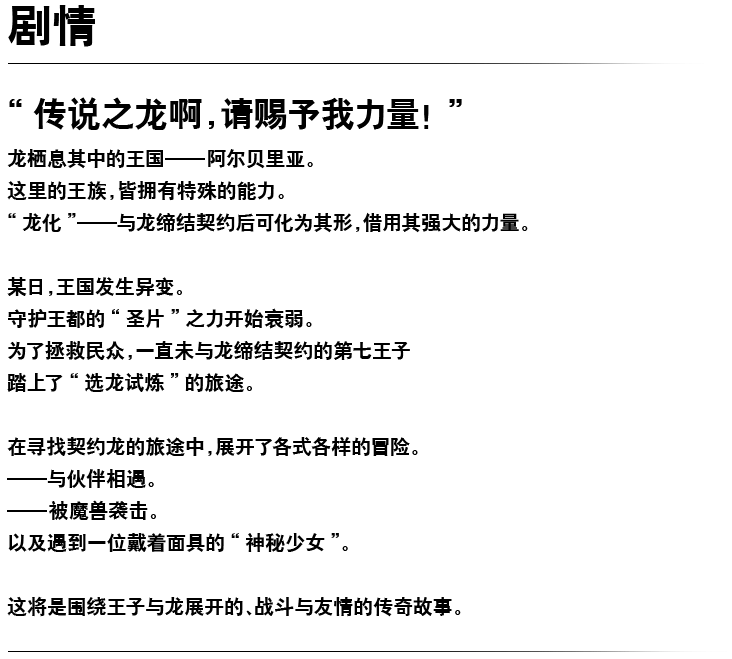 剧情
“传说之龙啊,请赐予我力量!”
龙栖息其中的王国——阿尔贝里亚。
这里的王族,皆拥有特殊的能力。
“龙化”——与龙缔结契约后可化为其形,借用其强大的力量。
某日,王国发生异变。
守护王都的“圣片”之力开始衰弱。
为了拯救民众,一直未与龙缔结契约的第七王子
踏上了“选龙试炼”的旅途。
在寻找契约龙的旅途中,展开了各式各样的冒险。
——与伙伴相遇。
——被魔兽袭击。
以及遇到一位戴着面具的“神秘少女”。
这将是围绕王子与龙展开的、战斗与友情的传奇故事。